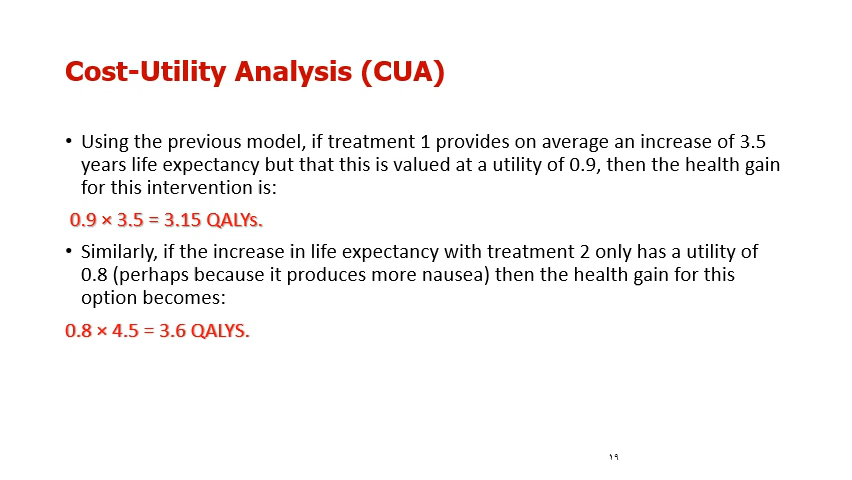 Cost-Utility Analysis (CUA)
• Using the previous model, if treatment 1 provides on average an increase of 3.5
years life expectancy but that this is valued at a utility of 0.9, then the health gain
for this intervention is:
0.9 × 3.5 = 3.15 QALYs.
• Similarly, if the increase in life expectancy with treatment 2 only has a utility of
0.8 (perhaps because it produces more nausea) then the health gain for this
option becomes:
0.8 × 4.5 = 3.6 QALYS.
١٩